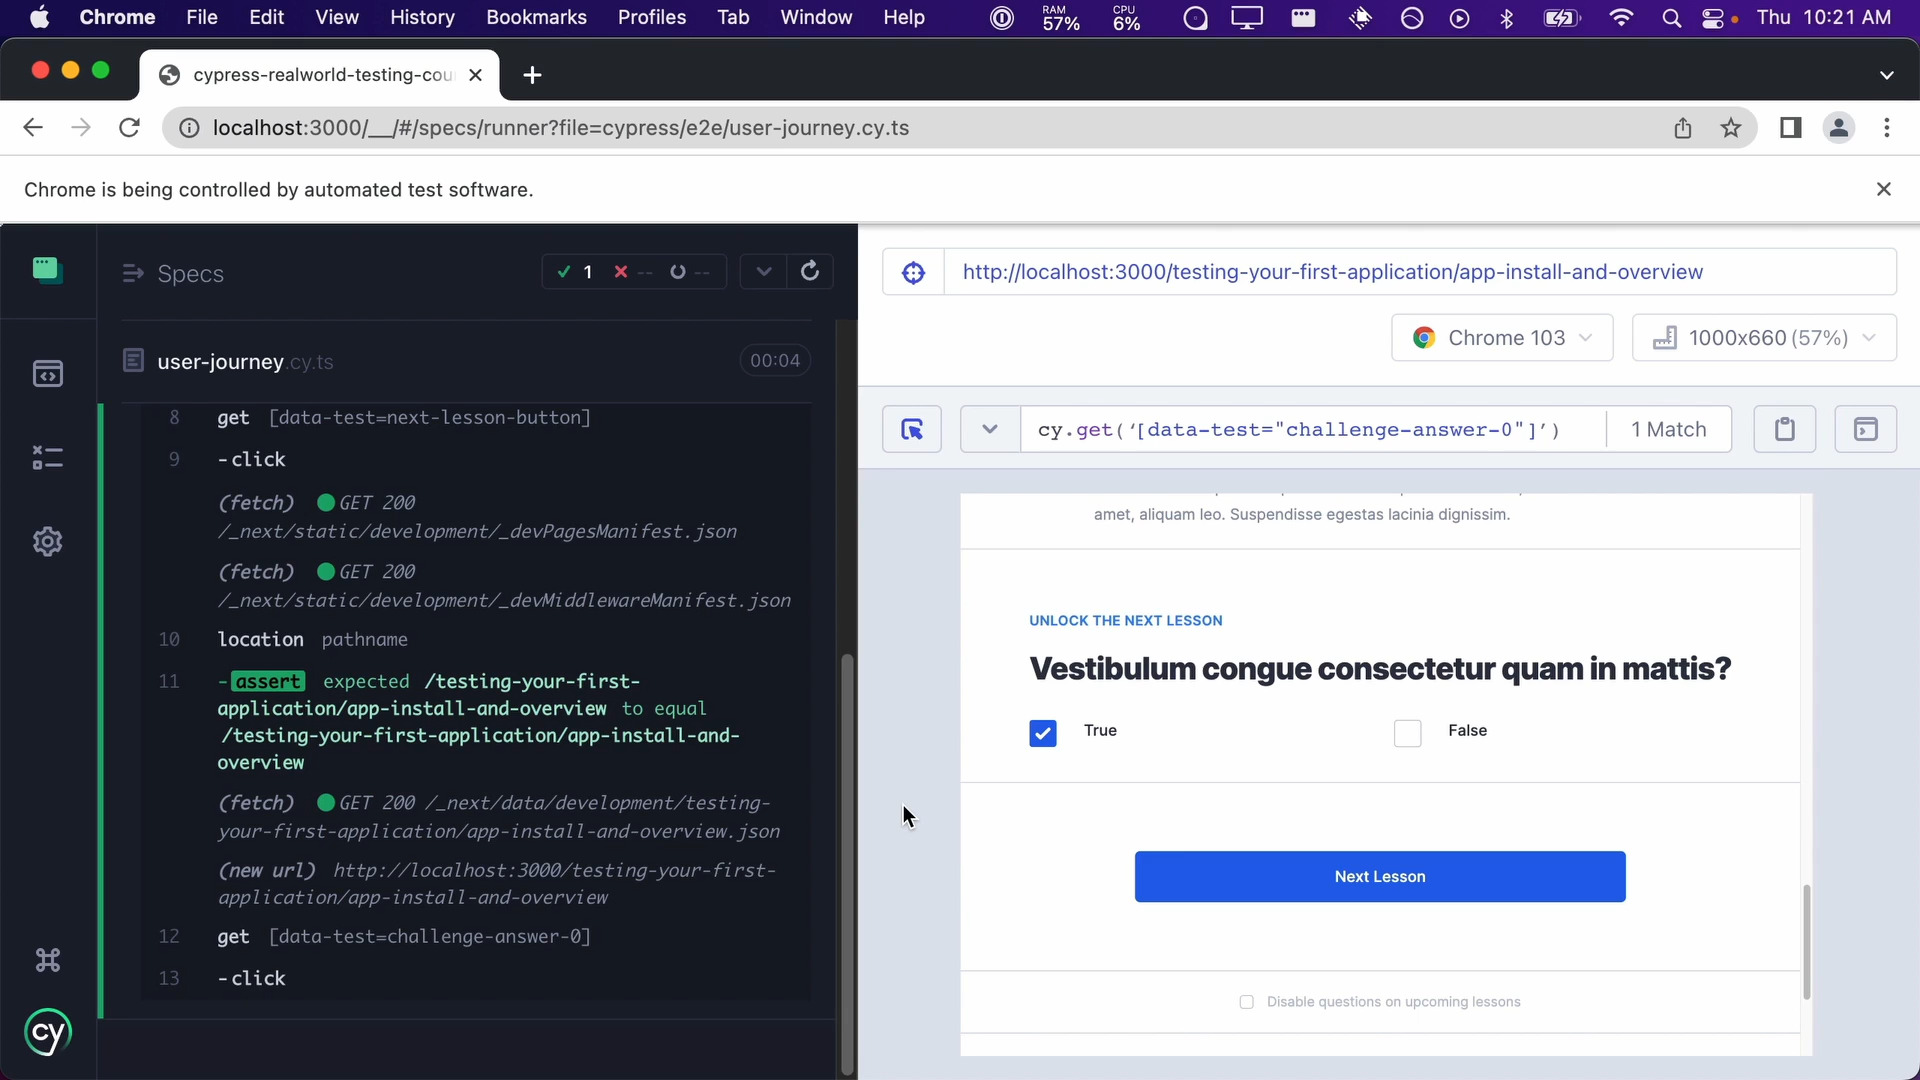 Chrome File Edit View History Bookmarks Profiles Tab Window Help RAM 57% CPU 6% Thu 10:21 AM
cypress-realworld-testing-cou
localhost:3000/__/#/specs/runner?file=cypress/e2e/user-journey.cy.ts
Chrome is being controlled by automated test software.
Specs
1 -- --
user-journey.cy.ts 00:04
8 get [data-test=next-lesson-button]
9 -click
(fetch) GET 200
/_next/static/development/_devPagesManifest.json
(fetch) GET 200
/_next/static/development/_devMiddlewareManifest.json
10 location pathname
11 -assert expected /testing-your-first-
application/app-install-and-overview to equal
/testing-your-first-application/app-install-and-
overview
(fetch) GET 200 /_next/data/development/testing-
your-first-application/app-install-and-overview.json
(new url) http://localhost:3000/testing-your-first-
application/app-install-and-overview
12 get [data-test=challenge-answer-0]
13 -click
cy
http://localhost:3000/testing-your-first-application/app-install-and-overview
Chrome 103
1000x660 (57%)
cy.get('[data-test="challenge-answer-0"]') 1 Match
amet, aliquam leo. Suspendisse egestas lacinia dignissim.
UNLOCK THE NEXT LESSON
Vestibulum congue consectetur quam in mattis?
True False
Next Lesson
Disable questions on upcoming lessons